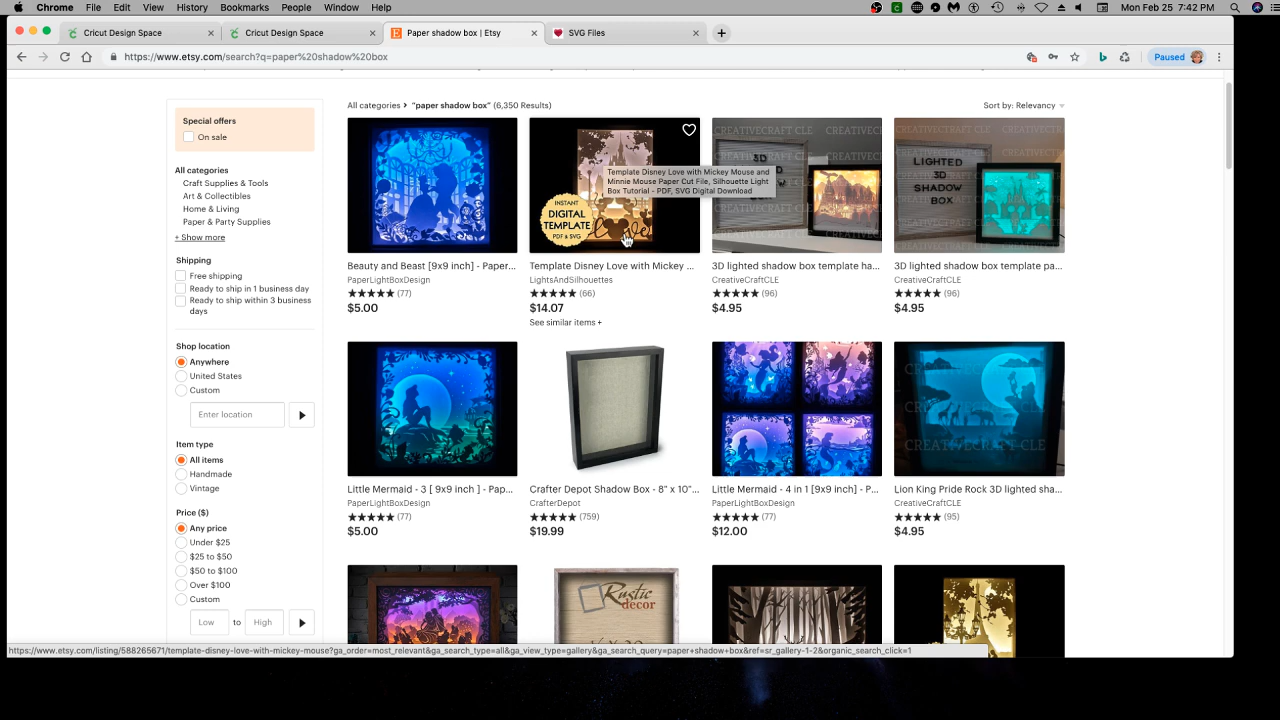 Chrome File Edit View History Bookmarks People Window Help Mon Feb 25 7:42 PM
Cricut Design Space × Cricut Design Space × Paper shadow box | Etsy × SVG Files ×
https://www.etsy.com/search?q=paper%20shadow%20box Paused
Special offers
On sale
All categories
Craft Supplies & Tools
Art & Collectibles
Home & Living
Paper & Party Supplies
+ Show more
Shipping
Free shipping
Ready to ship in 1 business day
Ready to ship within 3 business
days
Shop location
Anywhere
United States
Custom
Enter location
Item type
All items
Handmade
Vintage
Price ($)
Any price
Under $25
$25 to $50
$50 to $100
Over $100
Custom
Low to High
All categories > "paper shadow box" (6,350 Results) Sort by: Relevancy
INSTANT
DIGITAL
TEMPLATE
PDF & SVG
Template Disney Love with Mickey Mouse and
Minnie Mouse Paper Cut File, Silhouette Light
Box Tutorial - PDF, SVG Digital Download
CREATIVECRAFT CLE
3D
CREATIVECRAFT CLE
LIGHTED
3D
SHADOW
BOX
Beauty and Beast [9x9 inch] - Paper...
PaperLightBoxDesign
★★★★★ (77)
$5.00
Template Disney Love with Mickey ...
LightsAndSilhouettes
★★★★★ (66)
$14.07
See similar items +
3D lighted shadow box template ha...
CreativeCraftCLE
★★★★★ (96)
$4.95
3D lighted shadow box template pa...
CreativeCraftCLE
★★★★★ (96)
$4.95
CREATIVECRAFT CLE
Little Mermaid - 3 [ 9x9 inch ] - Pap...
PaperLightBoxDesign
★★★★★ (77)
$5.00
Crafter Depot Shadow Box - 8" x 10"...
CrafterDepot
★★★★★ (759)
$19.99
Little Mermaid - 4 in 1 [9x9 inch] - P...
PaperLightBoxDesign
★★★★★ (77)
$12.00
Lion King Pride Rock 3D lighted sha...
CreativeCraftCLE
★★★★★ (95)
$4.95
Rustic
decor
https://www.etsy.com/listing/588265671/template-disney-love-with-mickey-mouse?ga_order=most_relevant&ga_search_type=all&ga_view_type=gallery&ga_search_query=paper+shadow+box&ref=sr_gallery-1-2&organic_search_click=1